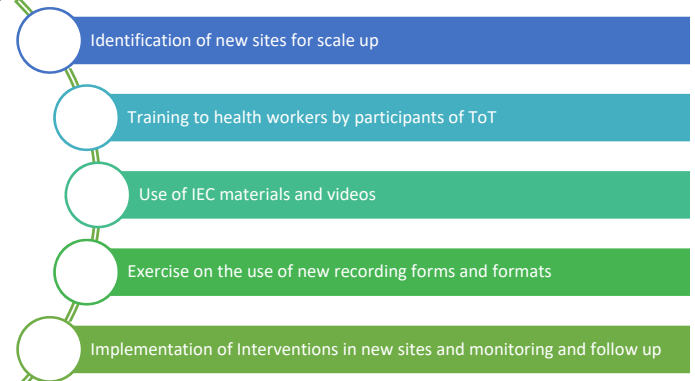 Identification of new sites for scale up
Training to health workers by participants of ToT
Use of IEC materials and videos
Exercise on the use of new recording forms and formats
Implementation of Interventions in new sites and monitoring and follow up